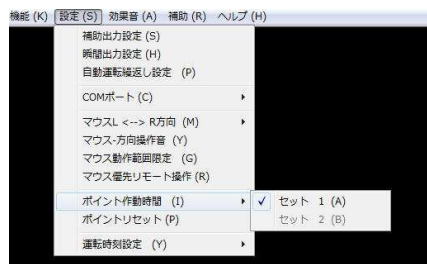 機能 (K) 設定 (S) 効果音 (A) 補助 (R) ヘルプ (H)
補助出力設定 (S)
瞬間出力設定 (H)
自動運転繰返し設定 (P)
COMポート (C)
マウスL <--> R方向 (M)
マウス-方向操作音 (Y)
マウス動作範囲限定 (G)
マウス優先リモート操作 (R)
ポイント作動時間 (I)
セット 1 (A)
セット 2 (B)
ポイントリセット (P)
運転時刻設定 (Y)